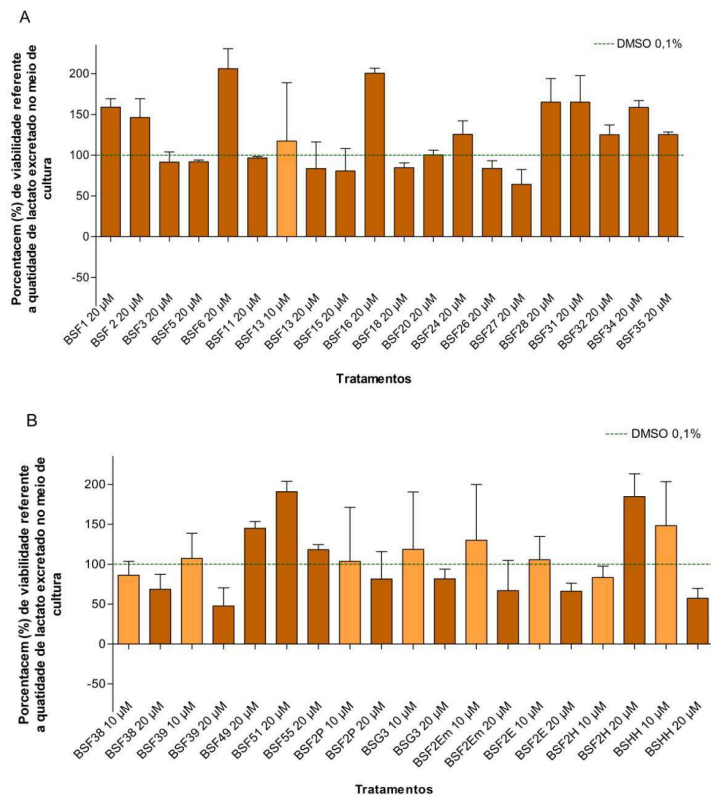 A
DMSO 0,1%
Porcentacem (%) de viabilidade referente
a quatidade de lactato excretado no meio de
cultura
200
150
100
50
0
-50
BSF1 20 µM
BSF 2 20 µM
BSF3 20 µM
BSF5 20 µM
BSF6 20 µM
BSF11 20 µM
BSF13 10 µM
BSF13 20 µM
BSF15 20 µM
BSF16 20 µM
BSF18 20 µM
BSF20 20 µM
BSF24 20 µM
BSF26 20 µM
BSF27 20 µM
BSF28 20 µM
BSF31 20 µM
BSF32 20 µM
BSF34 20 µM
BSF35 20 µM
Tratamentos
B
DMSO 0,1%
Porcentacem (%) de viabilidade referente
a quatidade de lactato excretado no meio de
cultura
200
150
100
50
0
-50
BSF38 10 µM
BSF38 20 µM
BSF39 10 µM
BSF39 20 µM
BSF49 20 µM
BSF51 20 µM
BSF55 20 µM
BSF2P 10 µM
BSF2P 20 µM
BSG3 10 µM
BSG3 20 µM
BSF2Em 10 µM
BSF2Em 20 µM
BSF2E 10 µM
BSF2E 20 µM
BSF2H 10 µM
BSF2H 20 µM
BSHH 10 µM
BSHH 20 µM
Tratamentos